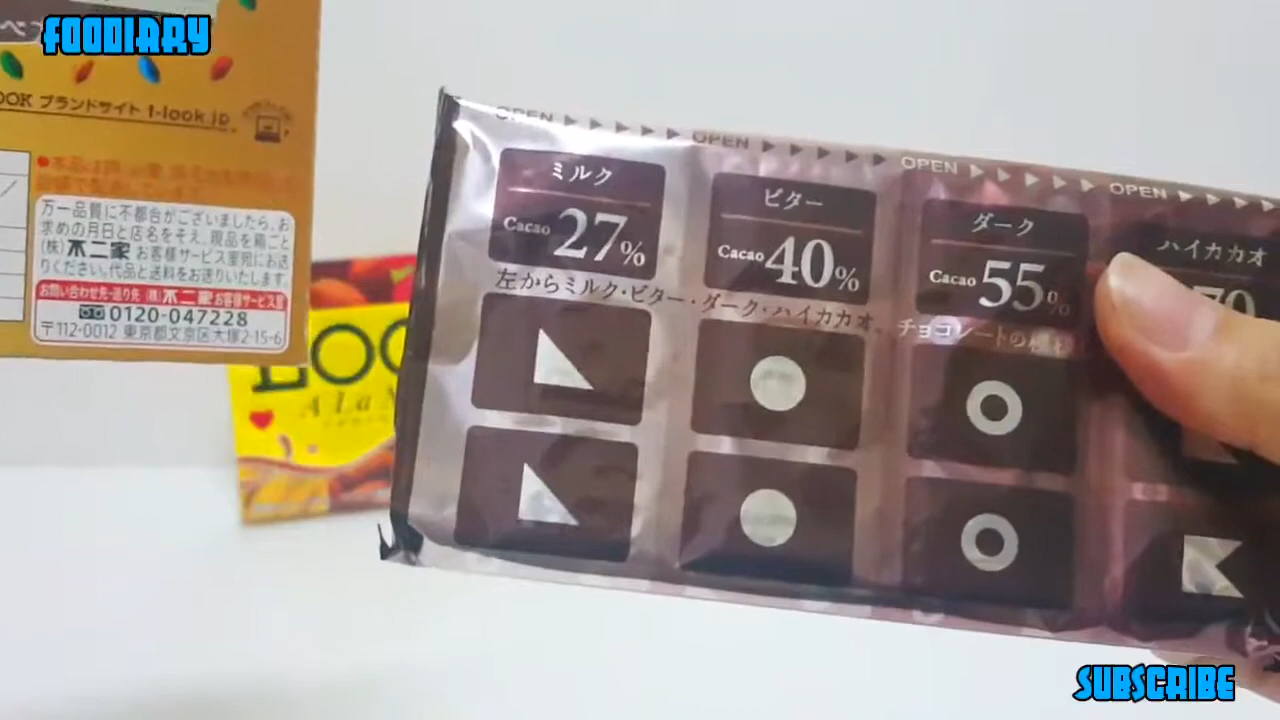 FOODIARY
べ
OOK ブランドサイト l-look.jp
万一品質に不都合がございましたら、お
求めの月日と店名をそえ、現品を箱ごと
(株)不二家 お客様サービス室宛にお送
りください。代品と送料をお送りいたします。
お問い合わせ先・送り先 (株)不二家お客様サービス室
0120-047228
〒112-0012 東京都文京区大塚2-15-6
LOO
A La
OPEN OPEN OPEN OPEN
ミルク
Cacao 27%
ビター
Cacao 40%
ダーク
Cacao 55%
ハイカカオ
70
左からミルク・ビター・ダーク・ハイカカオ。チョコレートの
SUBSCRIBE